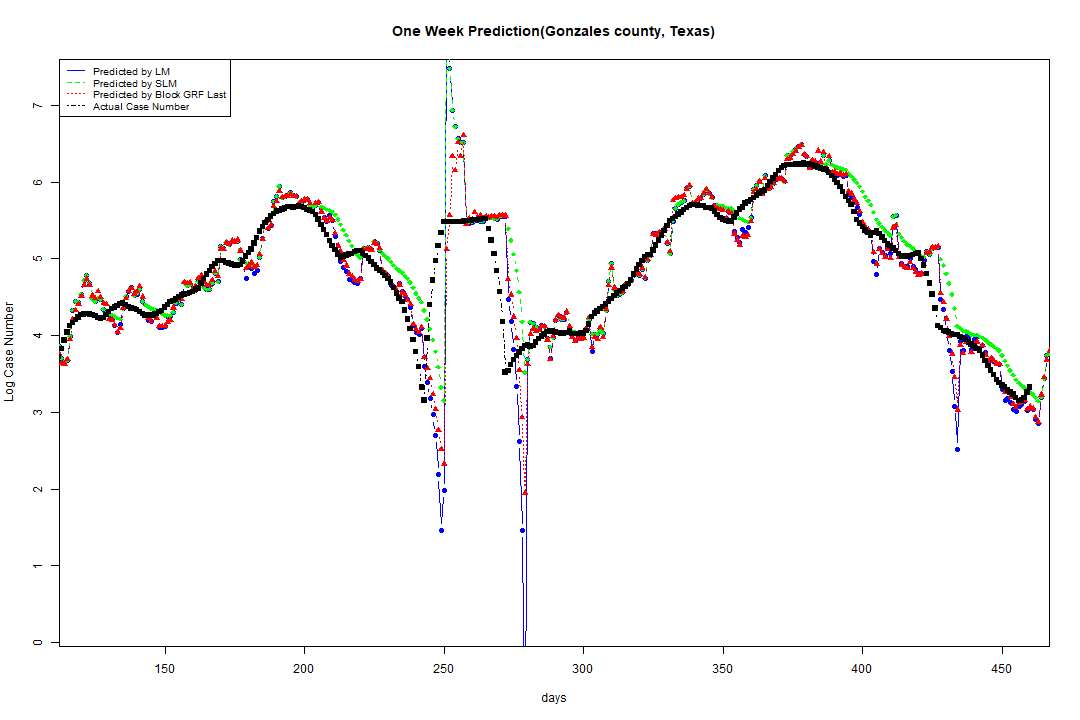 One Week Prediction(Gonzales county, Texas)
Predicted by LM
Predicted by SLM
Predicted by Block GRF Last
Actual Case Number
Log Case Number
7
6
5
4
3
2
1
0
150 200 250 300 350 400 450
days